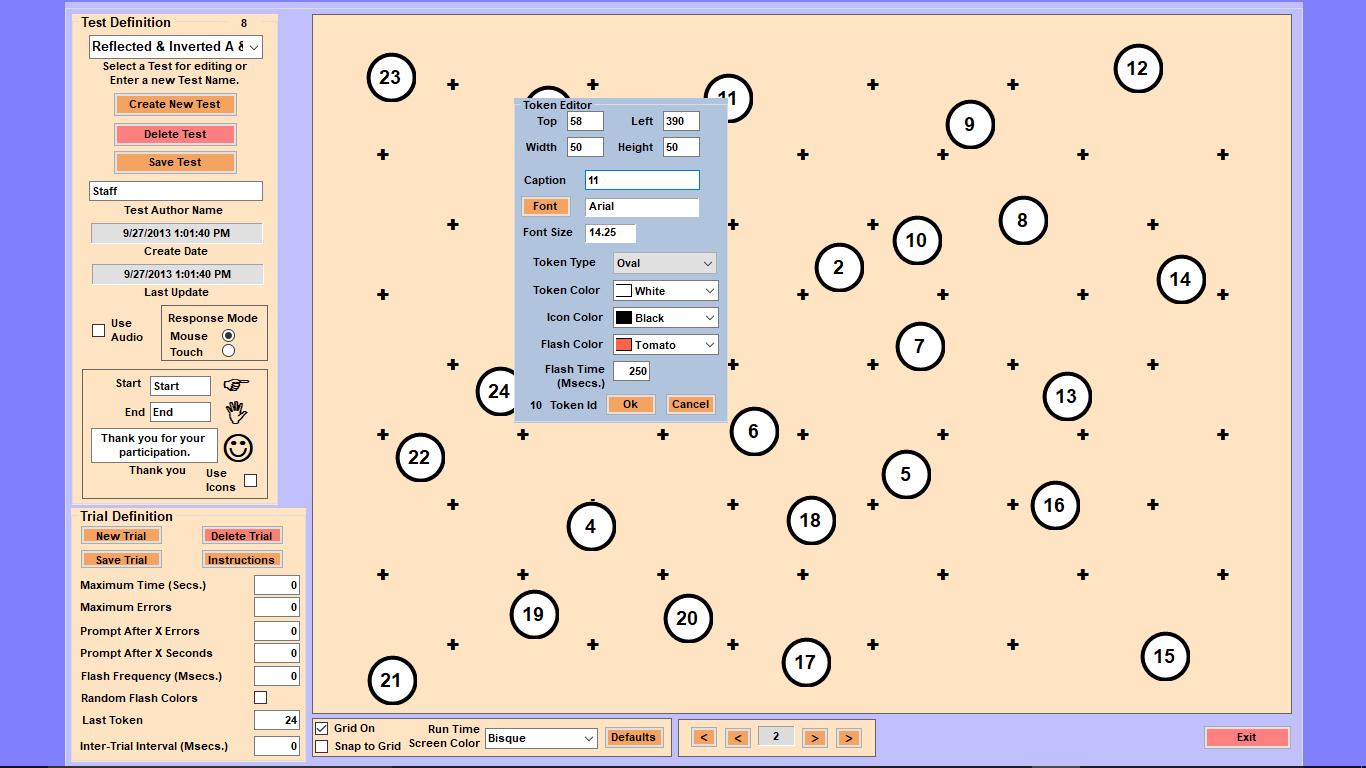 Test Definition 8
Reflected & Inverted A &
Select a Test for editing or
Enter a new Test Name.
Create New Test
Delete Test
Save Test
Staff
Test Author Name
9/27/2013 1:01:40 PM
Create Date
9/27/2013 1:01:40 PM
Last Update
Use
Audio
Response Mode
Mouse
Touch
Start Start
End End
Thank you for your
participation.
Thank you
Use
Icons
Trial Definition
New Trial Delete Trial
Save Trial Instructions
Maximum Time (Secs.) 0
Maximum Errors 0
Prompt After X Errors 0
Prompt After X Seconds 0
Flash Frequency (Msecs.) 0
Random Flash Colors
Last Token 24
Inter-Trial Interval (Msecs.) 0
23
11
12
9
8
10
2
14
7
24
13
6
22
5
16
18
4
19
20
17
15
21
Token Editor
Top 58 Left 390
Width 50 Height 50
Caption 11
Font Arial
Font Size 14.25
Token Type Oval
Token Color White
Icon Color Black
Flash Color Tomato
Flash Time
(Msecs.) 250
10 Token Id Ok Cancel
Grid On
Snap to Grid
Run Time
Screen Color Bisque
Defaults
< < 2 > >
Exit